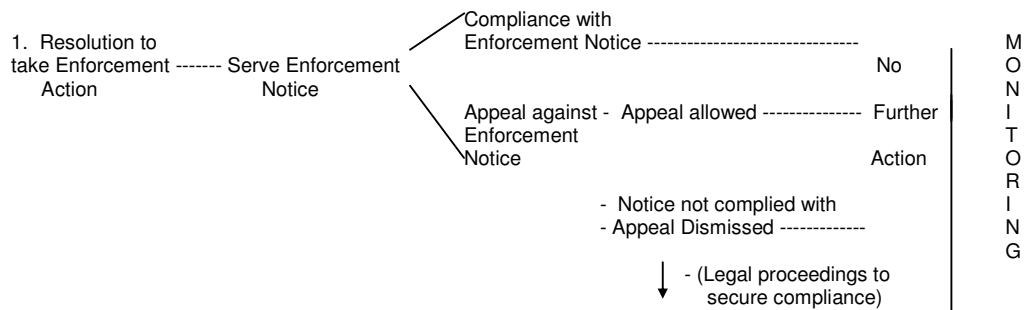 Compliance with
1. Resolution to Enforcement Notice --------------------------------
take Enforcement ------- Serve Enforcement No
Action Notice
Appeal against - Appeal allowed --------------- Further
Enforcement
Notice Action
- Notice not complied with
- Appeal Dismissed -------------
- (Legal proceedings to
secure compliance)
M
O
N
I
T
O
R
I
N
G